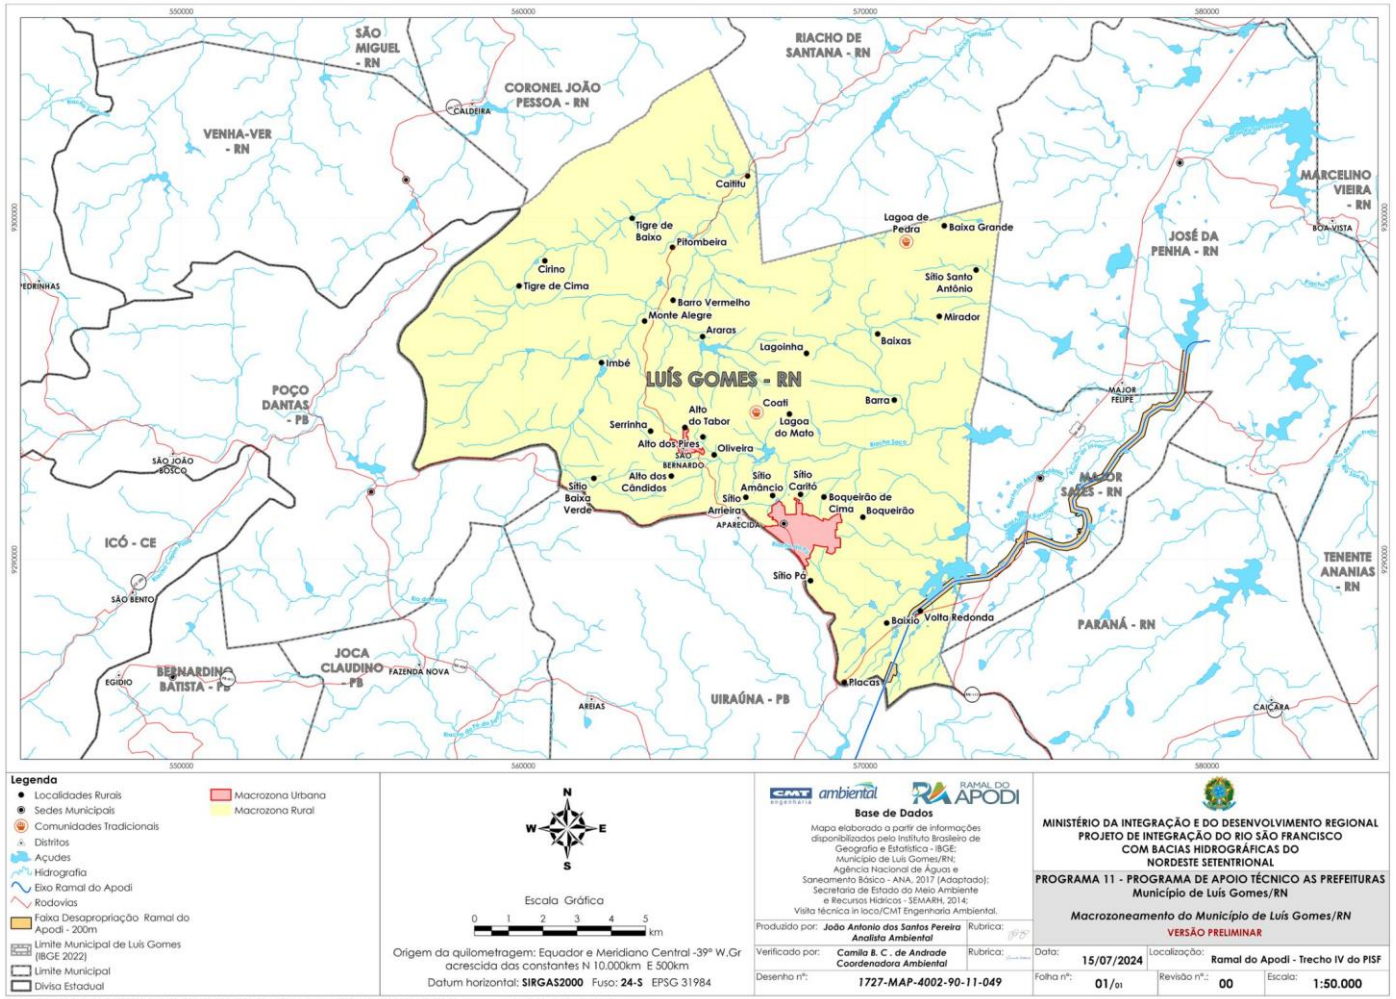 550000
560000
570000
580000
SÃO
MIGUEL
- RN
RIACHO DE
SANTANA - RN
CORONEL JOÃO
PESSOA - RN
CALDEIRA
VENHA-VER
- RN
MARCELINO
VIEIRA
- RN
BOA VISTA
9300000
9300000
Caititu
Lagoa de
Pedra
Baixa Grande
Tigre de
Baixo
Pitombeira
JOSÉ DA
PENHA - RN
Cirino
Sítio Santo
Antônio
PEDRINHAS
Tigre de Cima
Barro Vermelho
Monte Alegre
Mirador
Araras
Baixas
Lagoinha
Imbé
LUÍS GOMES - RN
POÇO
DANTAS
- PB
MAJOR
FELIPE
Barra
Coati
Alto
do Tabor
Lagoa
do Mato
Serrinha
Alto dos Pires
Riacho Seco
Oliveira
SÃO
BERNARDO
SÃO JOÃO
BOSCO
Sítio
Baixa
Verde
Alto dos
Cândidos
Sítio
Amâncio
Sítio
Caritó
MAJOR
SALES - RN
Sítio
Arrieira
Boqueirão de
Cima
Boqueirão
APARECIDA
ICÓ - CE
TENENTE
ANANIAS
- RN
9290000
9290000
Sítio Pá
SÃO BENTO
Volta Redonda
Baixio
PARANÁ - RN
JOCA
CLAUDINO
- PB
FAZENDA NOVA
BERNARDINO
BATISTA - PB
EGIDIO
Placas
UIRAÚNA - PB
AREIAS
CAIÇARA
550000
560000
570000
580000
Legenda
Localidades Rurais
Sedes Municipais
Comunidades Tradicionais
Distritos
Açudes
Hidrografia
Eixo Ramal do Apodi
Rodovias
Faixa Desapropriação Ramal do
Apodi - 200m
Limite Municipal de Luís Gomes
(IBGE 2022)
Limite Municipal
Divisa Estadual
Macrozona Urbana
Macrozona Rural
N
W E
S
Escala Gráfica
0 1 2 3 4 5
km
Origem da quilometragem: Equador e Meridiano Central -39º W.Gr
acrescida das constantes N 10.000km E 500km
Datum horizontal: SIRGAS2000 Fuso: 24-S EPSG 31984
CMT
engenharia
ambiental
RA RAMAL DO
APODI
Base de Dados
Mapa elaborado a partir de informações
disponibilizados pelo Instituto Brasileiro de
Geografia e Estatística - IBGE;
Município de Luís Gomes/RN;
Agência Nacional de Águas e
Saneamento Básico - ANA, 2017 (Adaptado);
Secretaria de Estado do Meio Ambiente
e Recursos Hídricos - SEMARH, 2014;
Visita técnica in loco/CMT Engenharia Ambiental.
Produzido por: João Antonio dos Santos Pereira
Analista Ambiental
Rubrica:
Verificado por: Camila B. C . de Andrade
Coordenadora Ambiental
Rubrica:
Desenho nº: 1727-MAP-4002-90-11-049
MINISTÉRIO DA INTEGRAÇÃO E DO DESENVOLVIMENTO REGIONAL
PROJETO DE INTEGRAÇÃO DO RIO SÃO FRANCISCO
COM BACIAS HIDROGRÁFICAS DO
NORDESTE SETENTRIONAL
PROGRAMA 11 - PROGRAMA DE APOIO TÉCNICO AS PREFEITURAS
Município de Luís Gomes/RN
Macrozoneamento do Município de Luís Gomes/RN
VERSÃO PRELIMINAR
Data: 15/07/2024
Localização: Ramal do Apodi - Trecho IV do PISF
Folha nº: 01/01
Revisão nº.: 00
Escala: 1:50.000